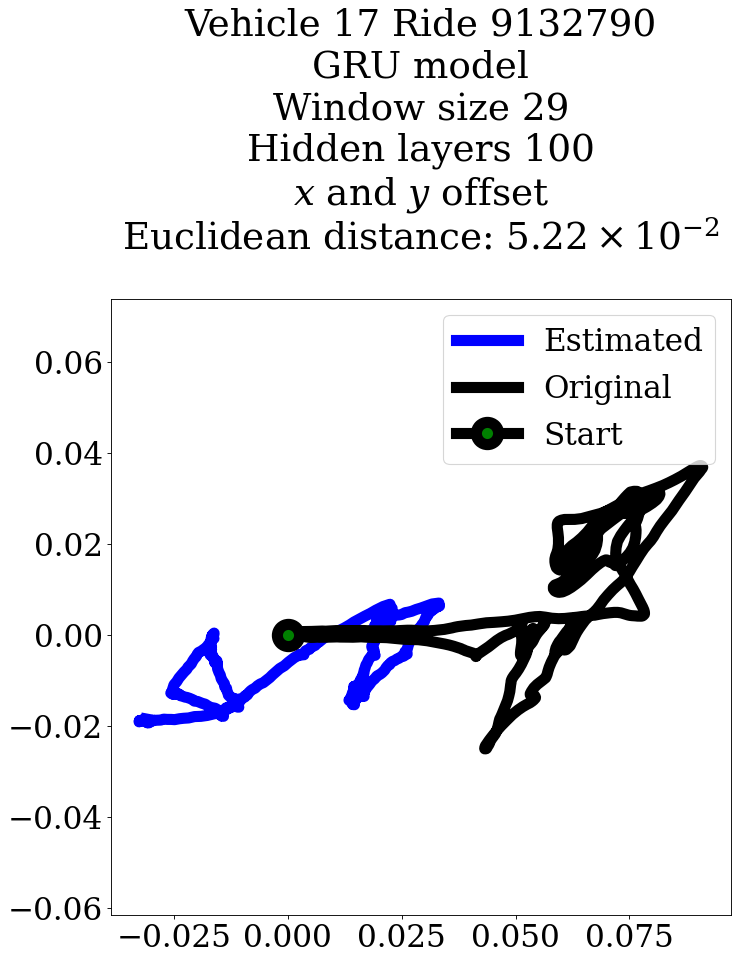 Vehicle 17 Ride 9132790
GRU model
Window size 29
Hidden layers 100
x and y offset
Euclidean distance: 5.22 × 10⁻²
Estimated
Original
Start
0.06
0.04
0.02
0.00
−0.02
−0.04
−0.06
−0.025 0.000 0.025 0.050 0.075